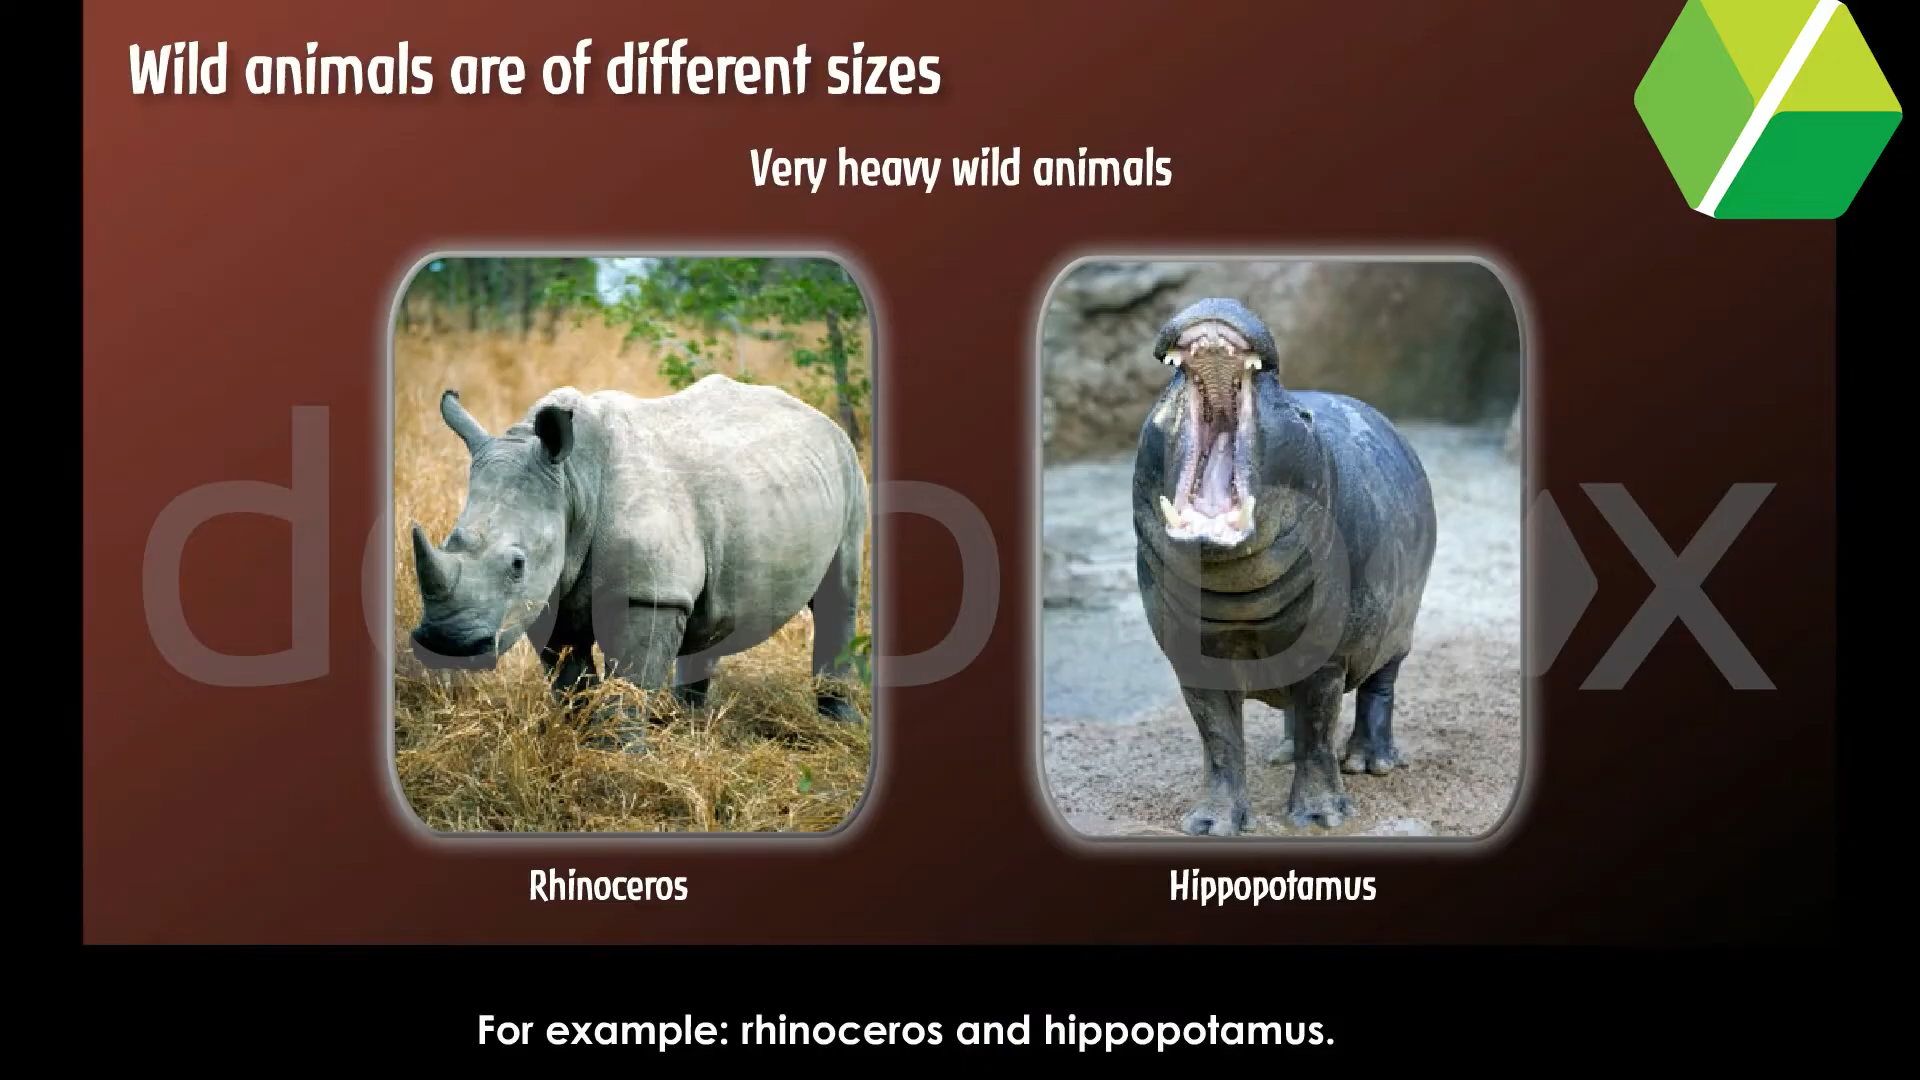 Wild animals are of different sizes
Very heavy wild animals
Rhinoceros
Hippopotamus
For example: rhinoceros and hippopotamus.